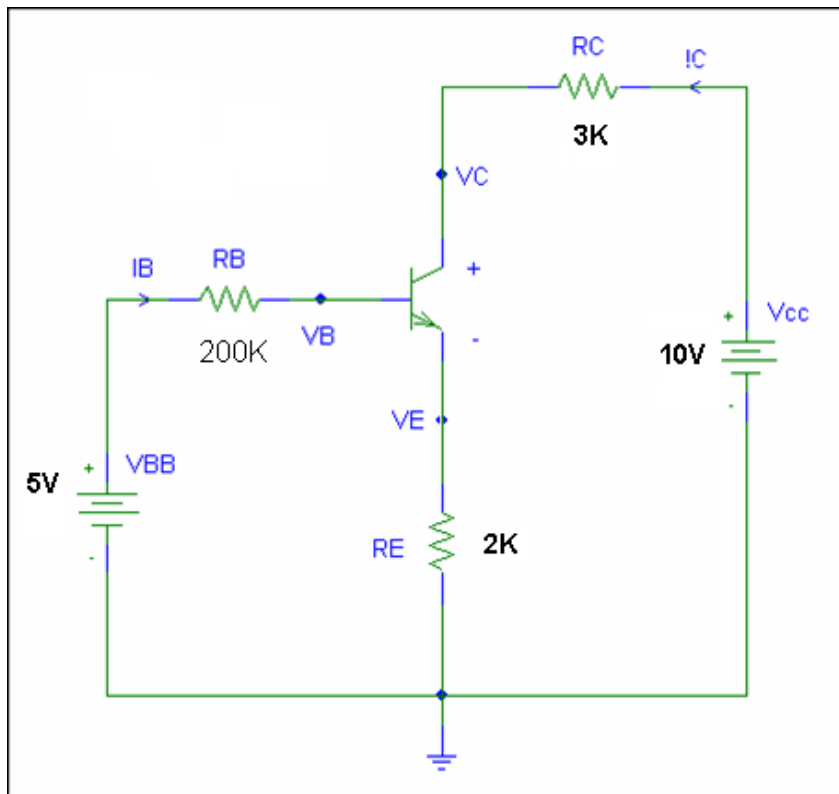 RC
!C
3K
VC
IB
RB
+
+
Vcc
VB
200K
-
10V
-
VE
+
VBB
5V
-
RE
2K